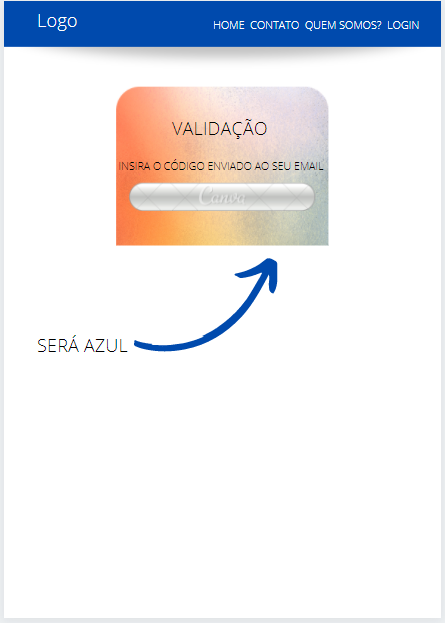 Logo
HOME CONTATO QUEM SOMOS? LOGIN
VALIDAÇÃO
INSIRA O CÓDIGO ENVIADO AO SEU EMAIL
Canva
SERÁ AZUL